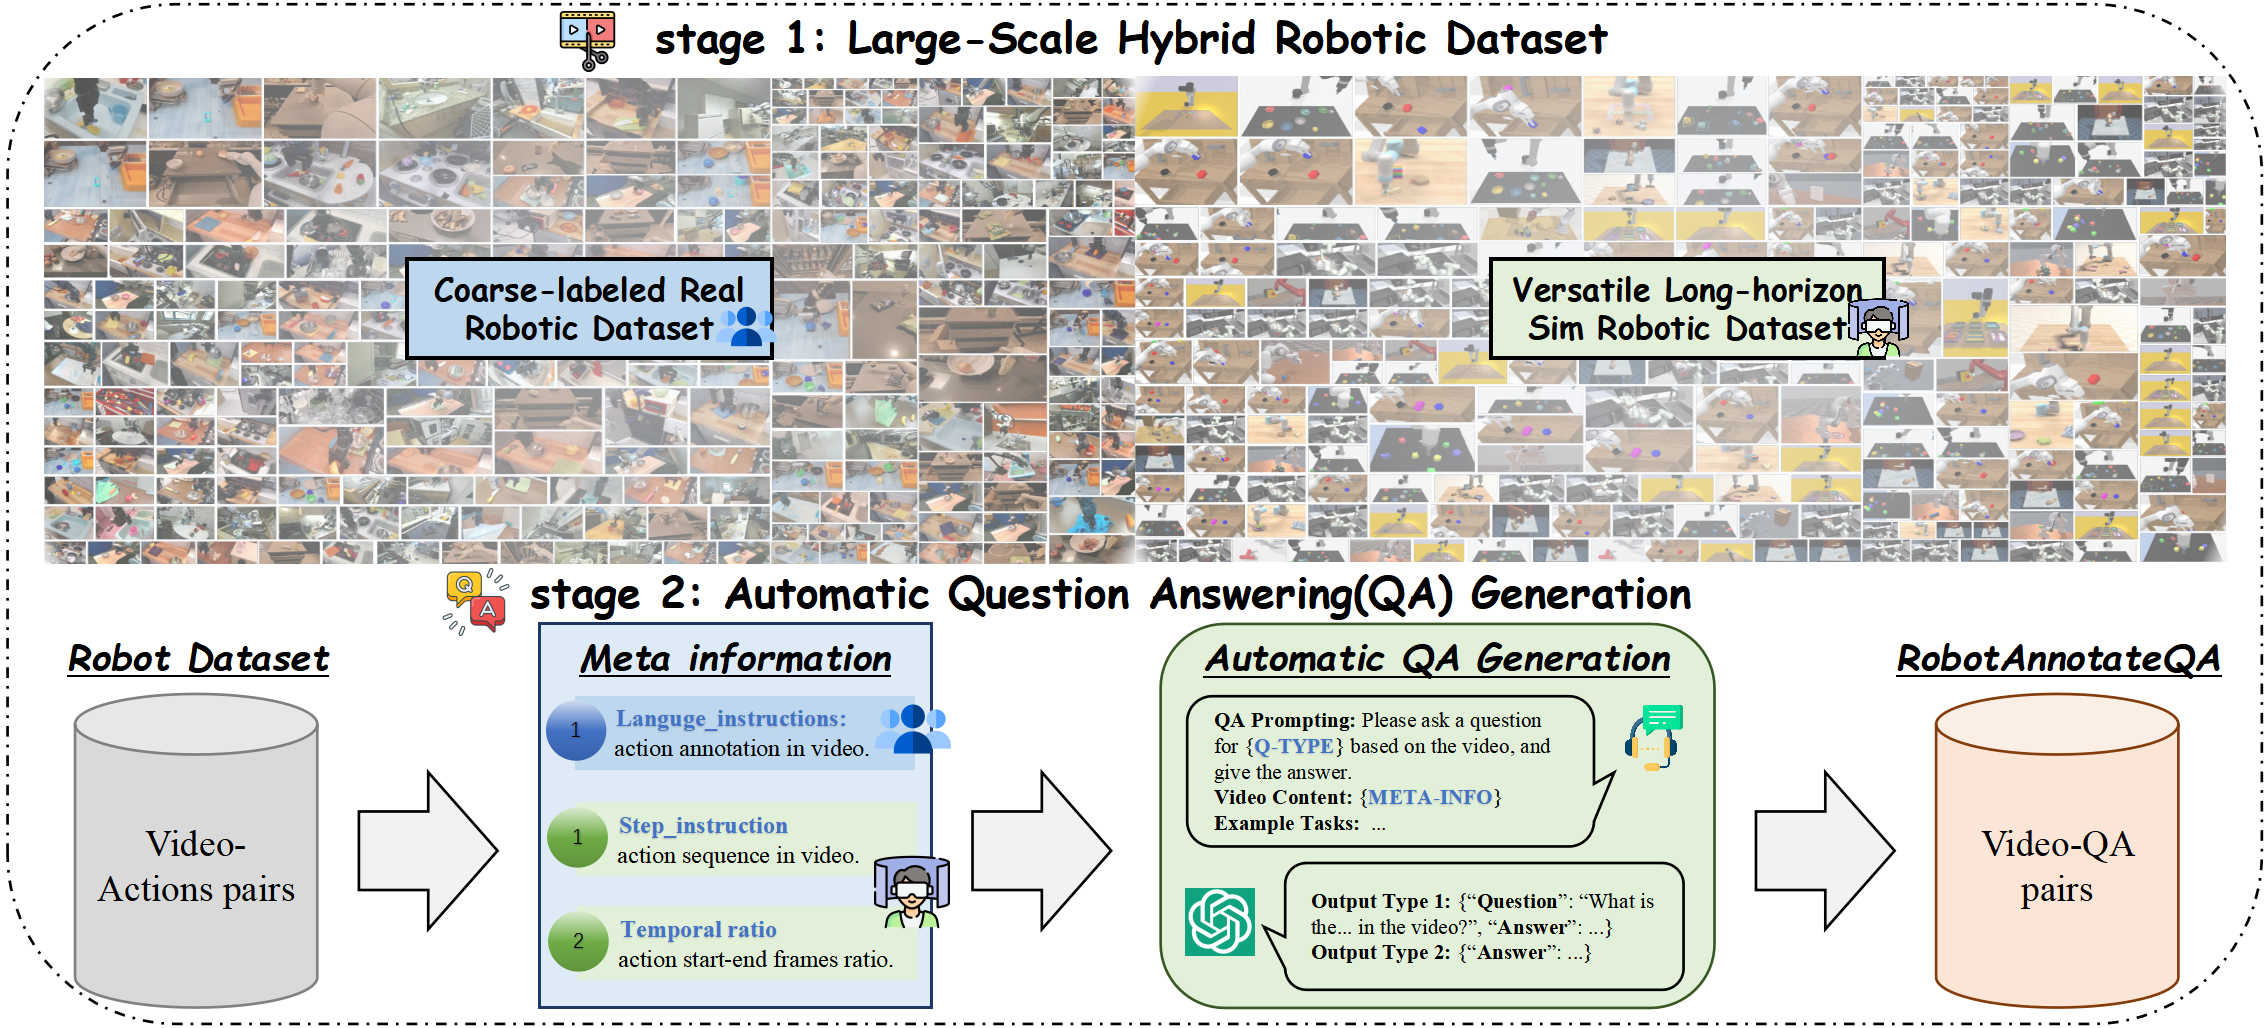 stage 1: Large-Scale Hybrid Robotic Dataset
Coarse-labeled Real
Robotic Dataset
Versatile Long-horizon
Sim Robotic Dataset
stage 2: Automatic Question Answering(QA) Generation
Robot Dataset
Video-
Actions pairs
Meta information
1
Languge_instructions:
action annotation in video.
1
Step_instruction
action sequence in video.
2
Temporal ratio
action start-end frames ratio.
Automatic QA Generation
QA Prompting: Please ask a question
for {Q-TYPE} based on the video, and
give the answer.
Video Content: {META-INFO}
Example Tasks: ...
Output Type 1: {“Question”: “What is
the... in the video?”, “Answer”: ...}
Output Type 2: {“Answer”: ...}
RobotAnnotateQA
Video-QA
pairs
Q
A